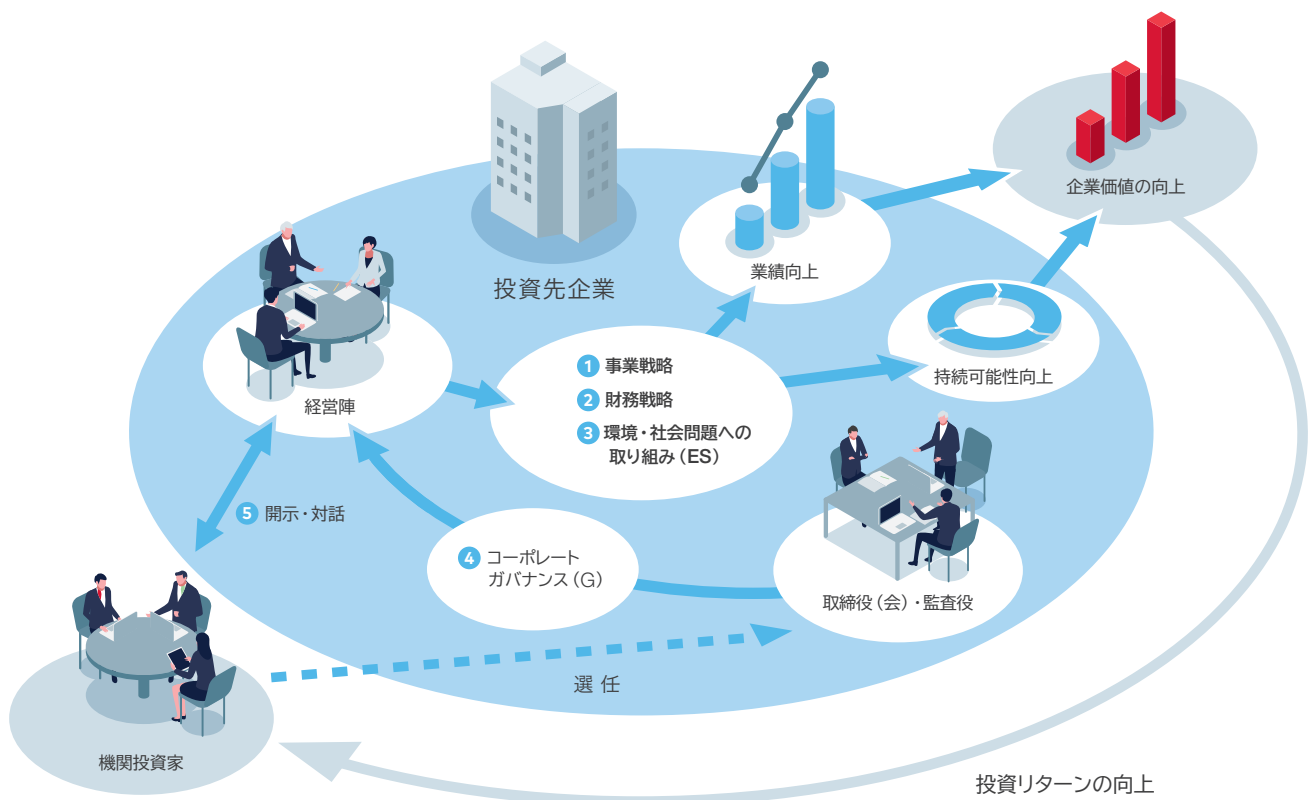 企業価値の向上
業績向上
投資先企業
1 事業戦略
2 財務戦略
3 環境・社会問題への
取り組み（ES）
持続可能性向上
経営陣
5 開示・対話
4 コーポレート
ガバナンス（G）
取締役（会）・監査役
選 任
機関投資家
投資リターンの向上